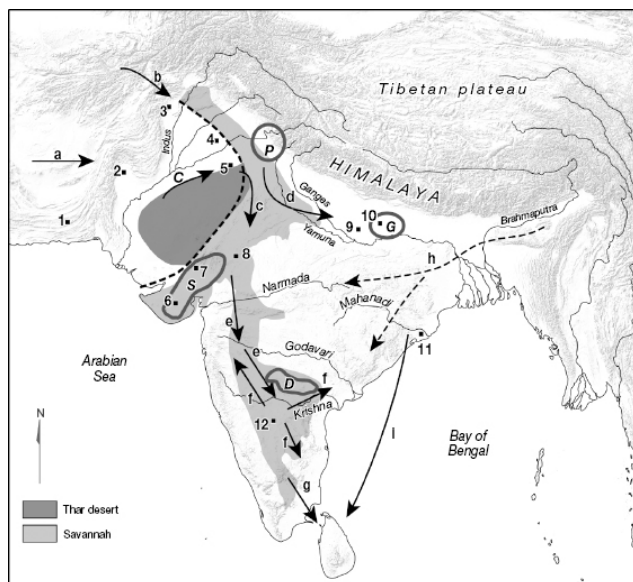 Tibetan plateau
b
3
Indus
4
P
HIMALAYA
a
2
5
C
c
d
Ganges
Yamuna
9
10
G
Brahmaputra
1
8
7
S
6
Narmada
h
Mahanadi
e
11
Arabian
Sea
Godavari
e
D
f
f
Krishna
12
f
i
Bay of
Bengal
g
N
Thar desert
Savannah